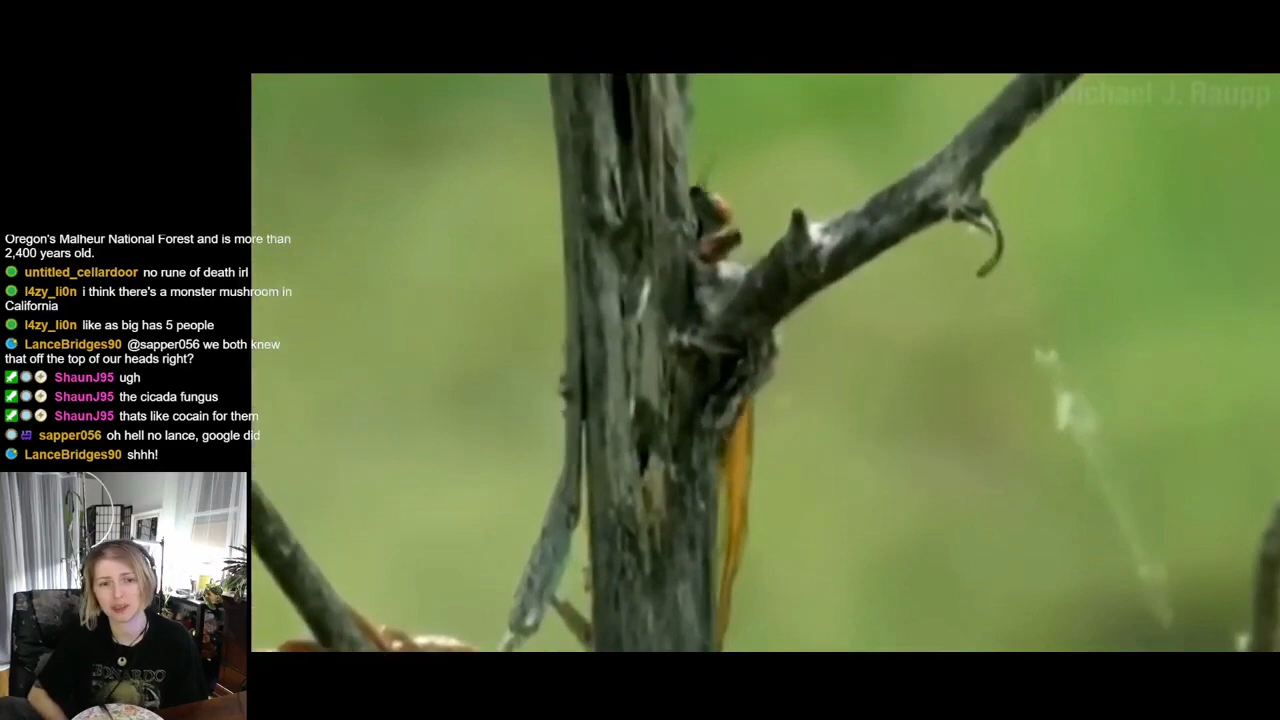 Michael J. Raupp
Oregon's Malheur National Forest and is more than
2,400 years old.
untitled_cellardoor no rune of death irl
l4zy_li0n i think there's a monster mushroom in
California
l4zy_li0n like as big has 5 people
LanceBridges90 @sapper056 we both knew
that off the top of our heads right?
ShaunJ95 ugh
ShaunJ95 the cicada fungus
ShaunJ95 thats like cocain for them
sapper056 oh hell no lance, google did
LanceBridges90 shhh!
LEONARDO